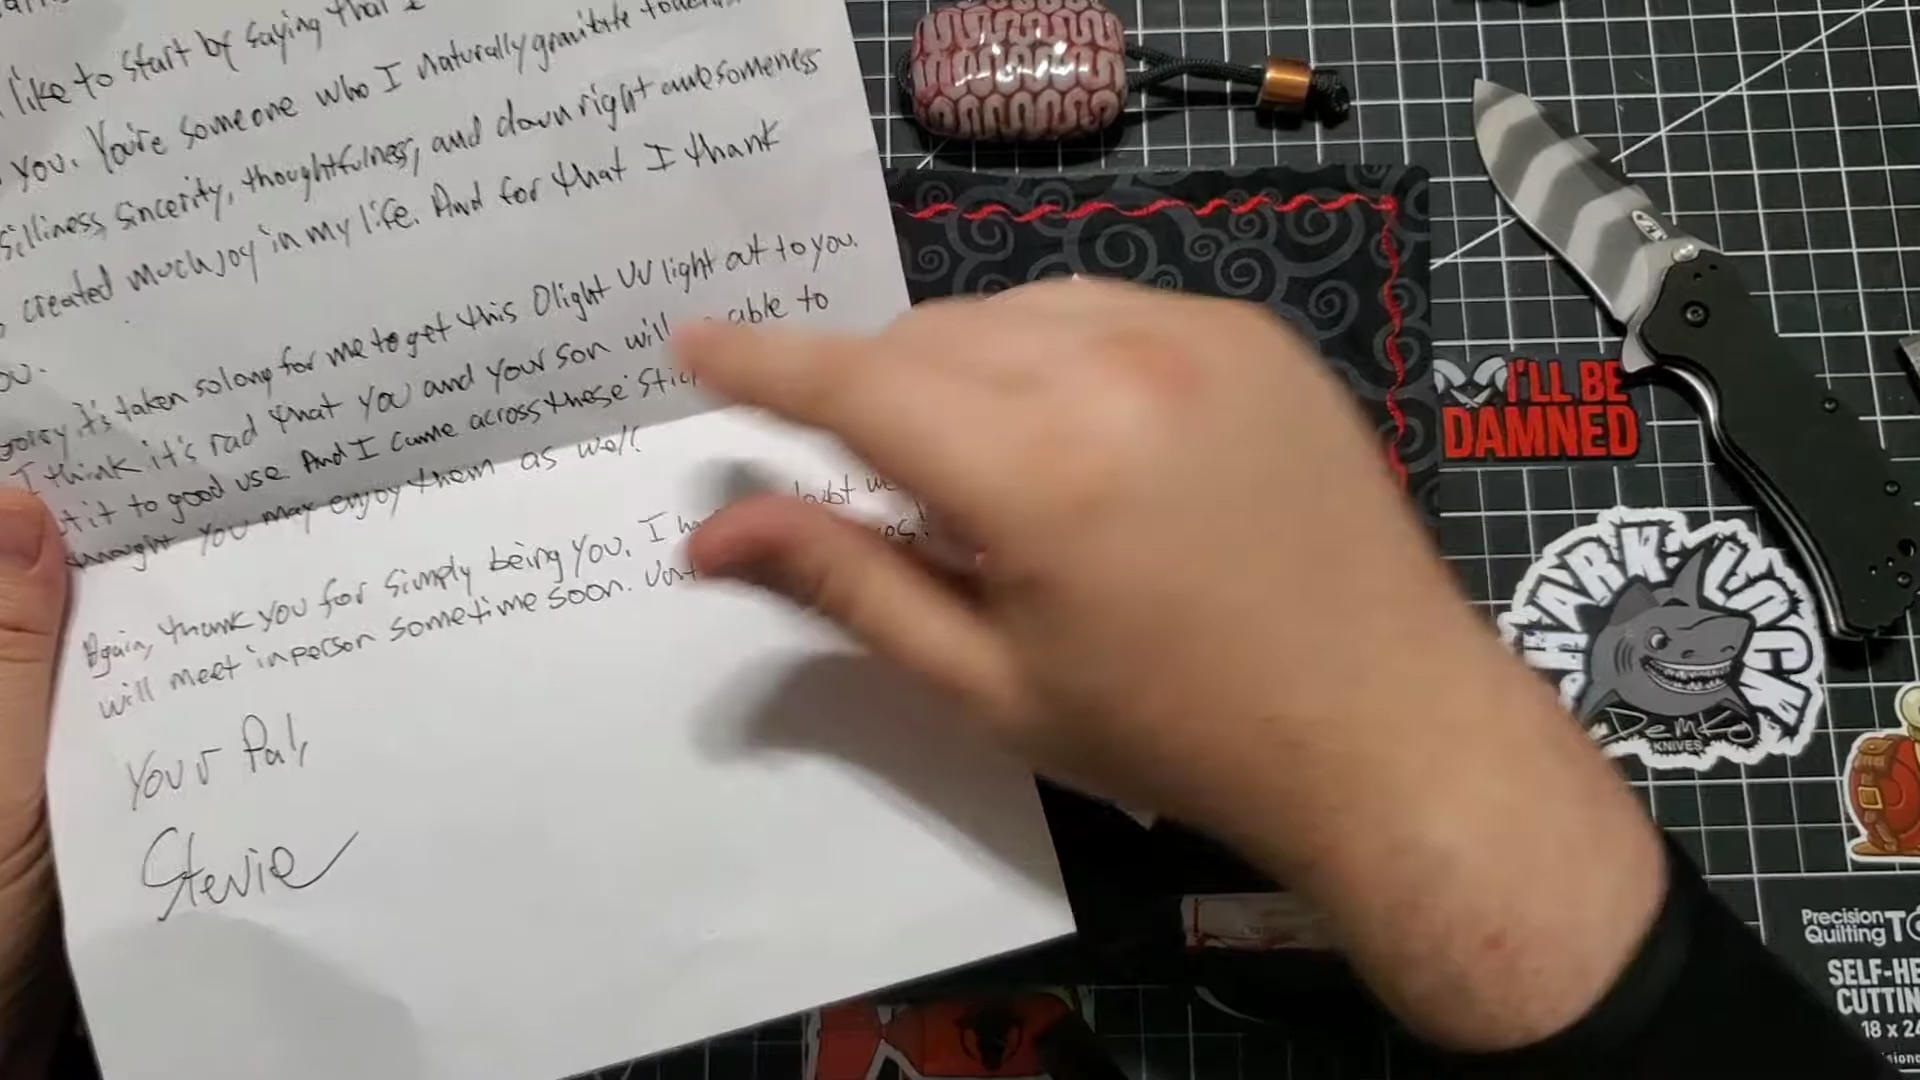 like to start by saying that I
you. You're someone who I naturally gravitate
silliness, sincerity, thoughtfulness, and down right awesomeness
created much joy in my life. And for that I thank
sorry it's taken so long for me to get this Olight UV light out to you.
I think it's rad that you and your son will able to
it to good use. And I came across these
thought you may enjoy them as well!
Again, thank you for simply being you. I
will meet in person sometime soon.
Your Pal,
Stevie
I'LL BE
DAMNED
SHARK-LOCK
Demko
KNIVES
Precision
Quilting
SELF-HE
CUTTIN
18 x 24